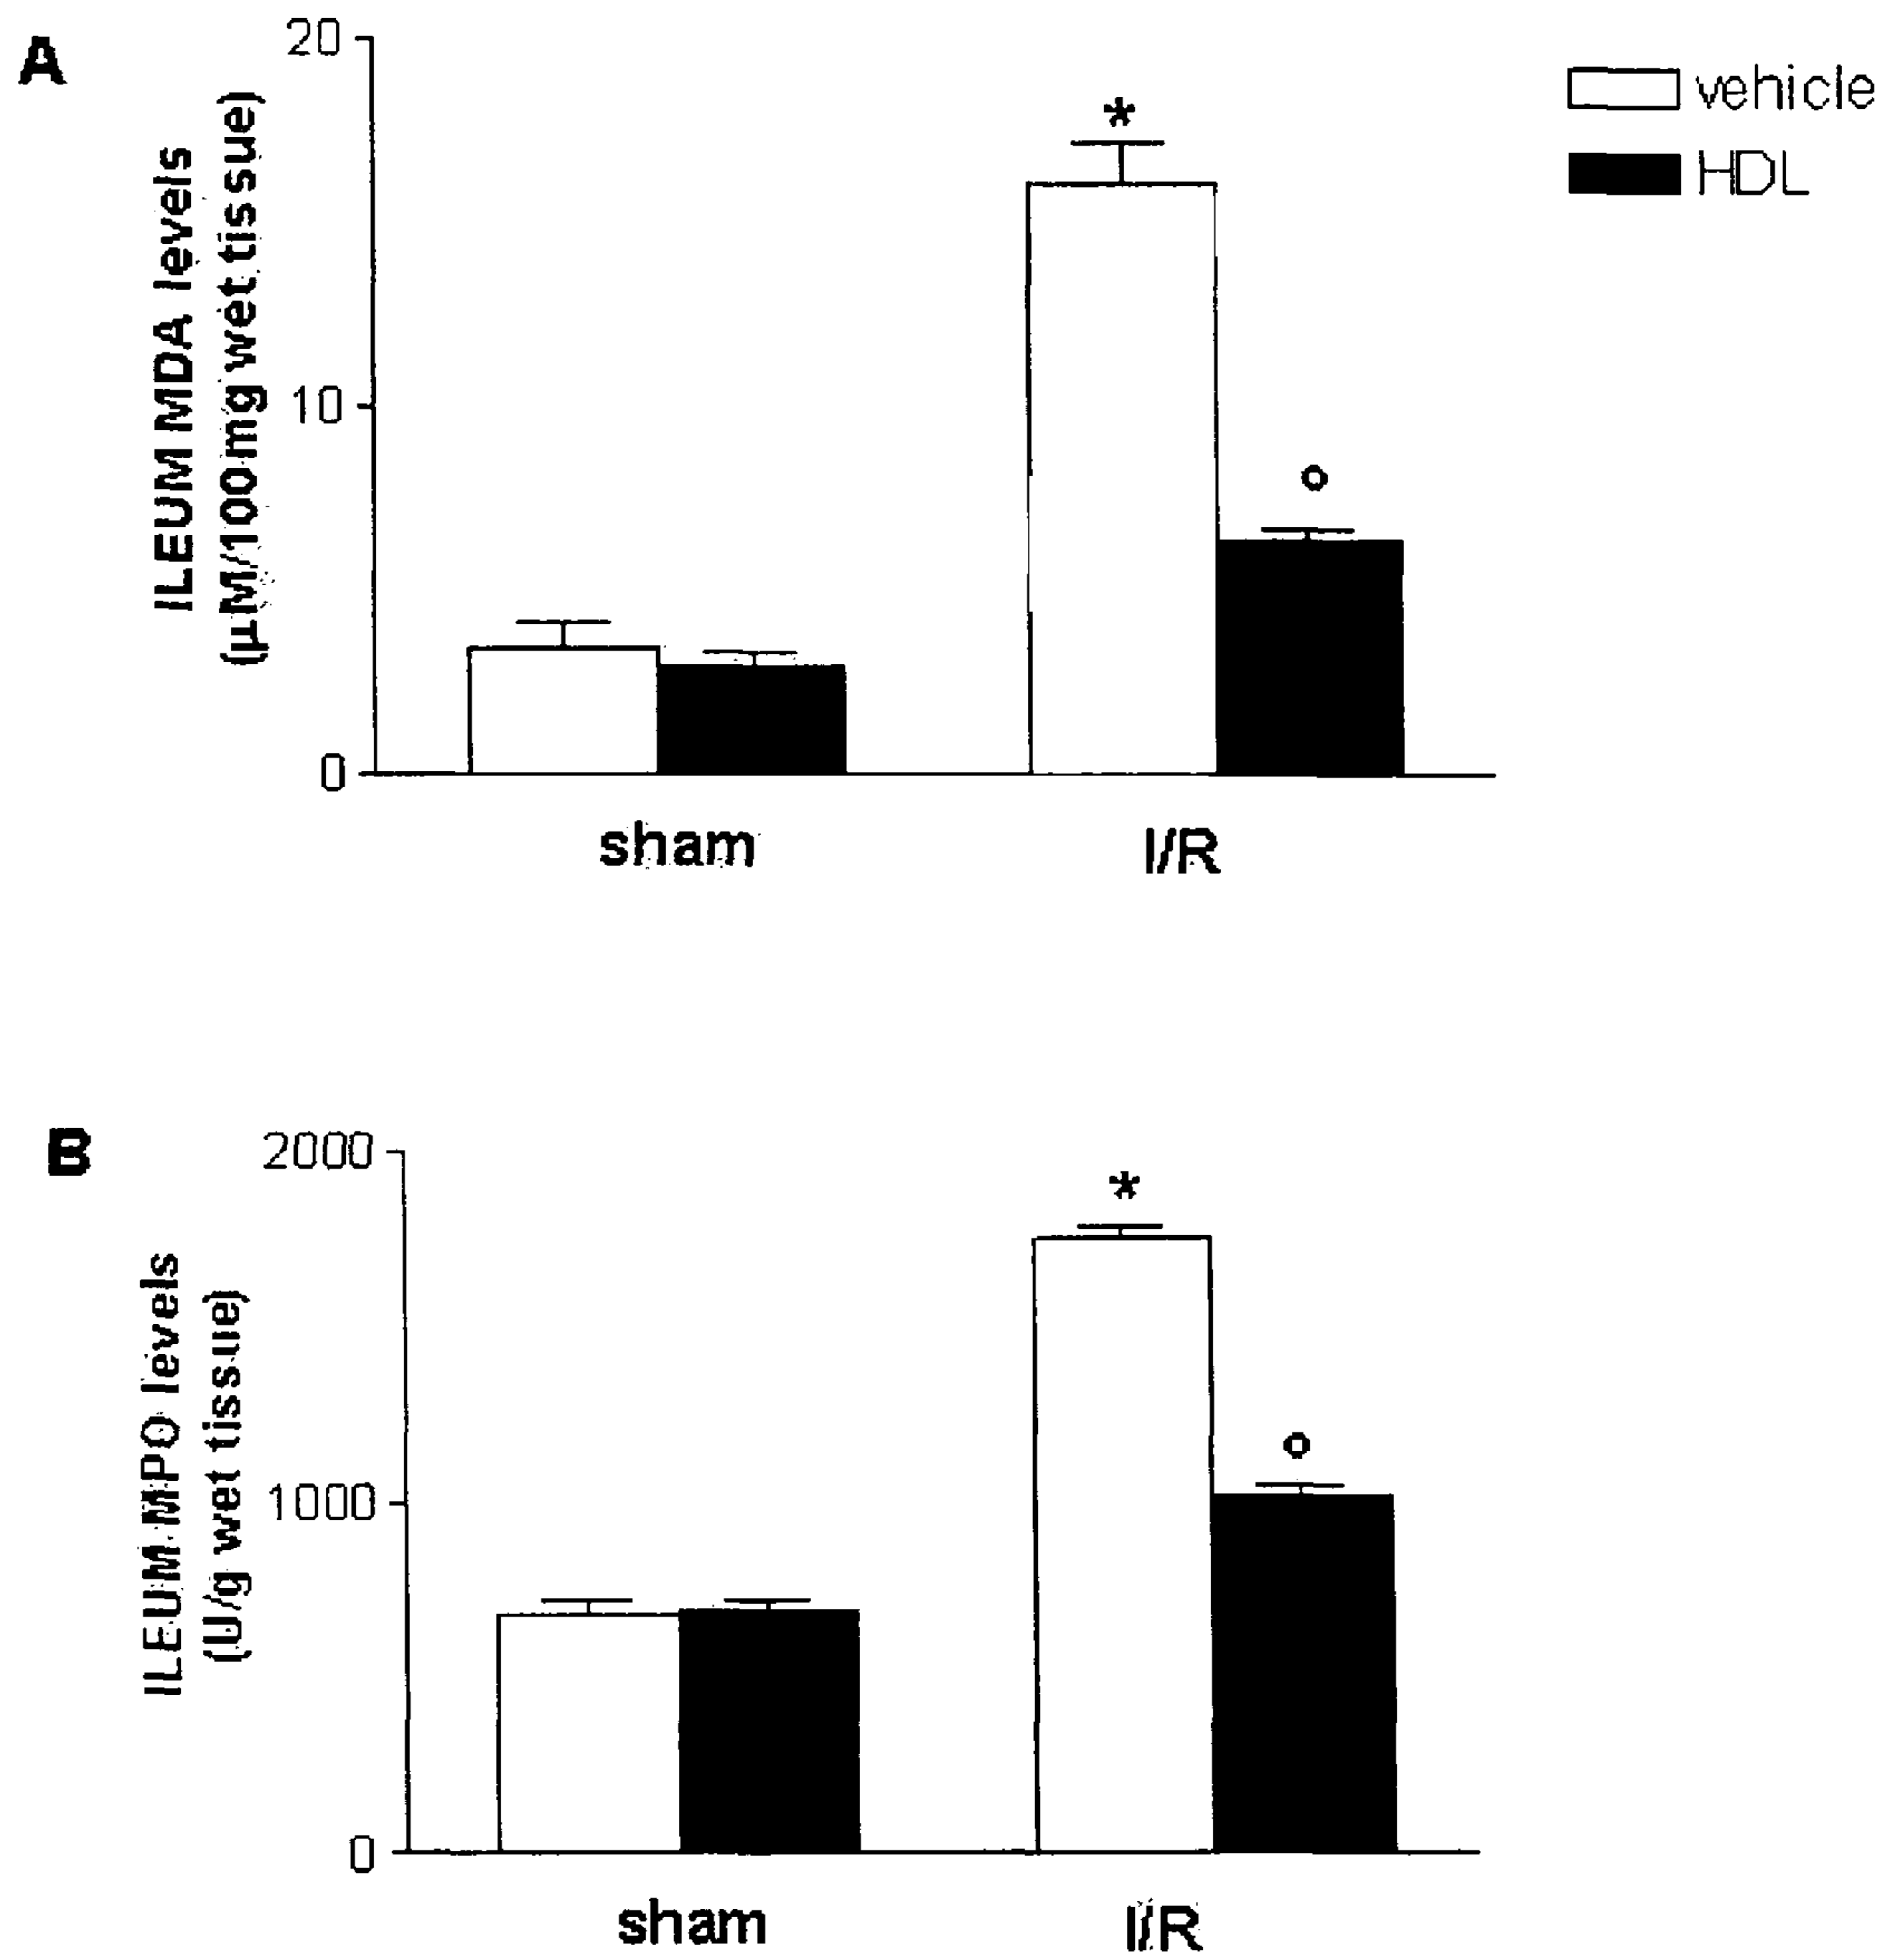 A
20
10
0
ILEUM MDA levels
(µM/100mg wet tissue)
*
°
sham
I/R
vehicle
HDL
B
2000
1000
0
ILEUM MPO levels
(U/g wet tissue)
*
°
sham
I/R